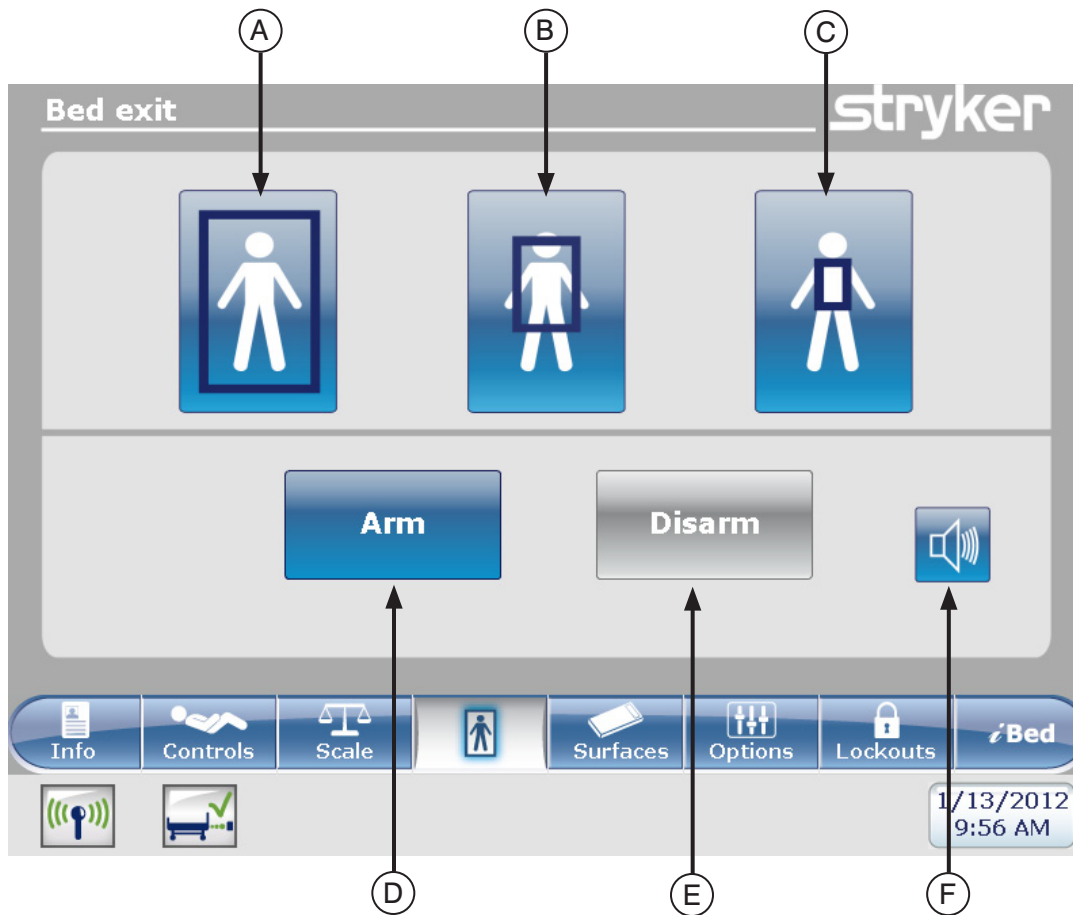 A B C
Bed exit stryker
Arm Disarm
Info Controls Scale Surfaces Options Lockouts iBed
1/13/2012
9:56 AM
D E F